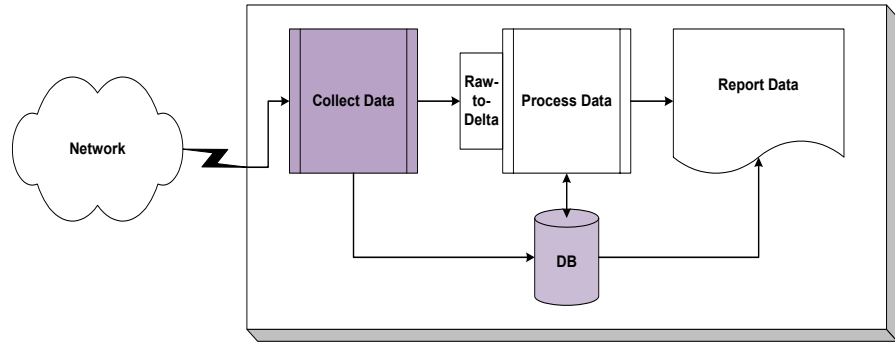 Network
Collect Data
Raw-
to-
Delta
Process Data
Report Data
DB